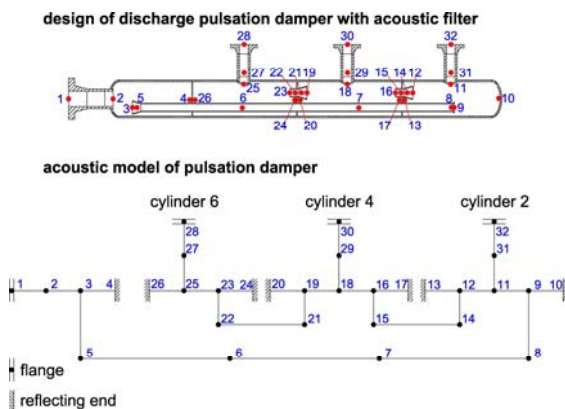 design of discharge pulsation damper with acoustic filter
28 30 32
22 21 19 15 14 12
27 29 31
1 2 3 5 4 26 6 25 23 18 16 11 10
7 8 9
24 20 17 13
acoustic model of pulsation damper
cylinder 6 cylinder 4 cylinder 2
28 30 32
27 29 31
1 2 3 4 26 25 23 24 20 19 18 16 17 13 12 11 9 10
22 21 15 14
5 6 7 8
flange
reflecting end